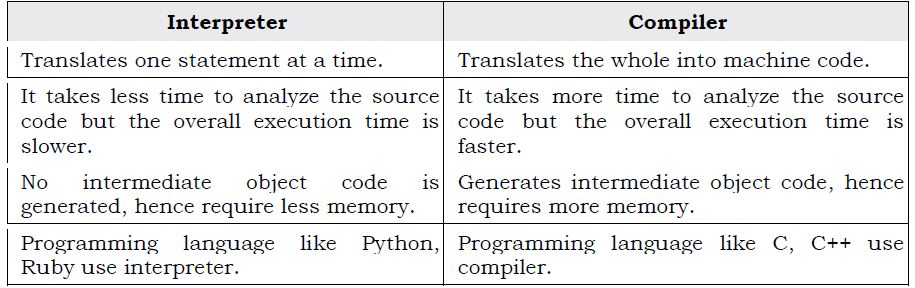 Interpreter
Compiler
Translates one statement at a time.
Translates the whole into machine code.
It takes less time to analyze the source
code but the overall execution time is
slower.
It takes more time to analyze the source
code but the overall execution time is
faster.
No intermediate object code is
generated, hence require less memory.
Generates intermediate object code, hence
requires more memory.
Programming language like Python,
Ruby use interpreter.
Programming language like C, C++ use
compiler.